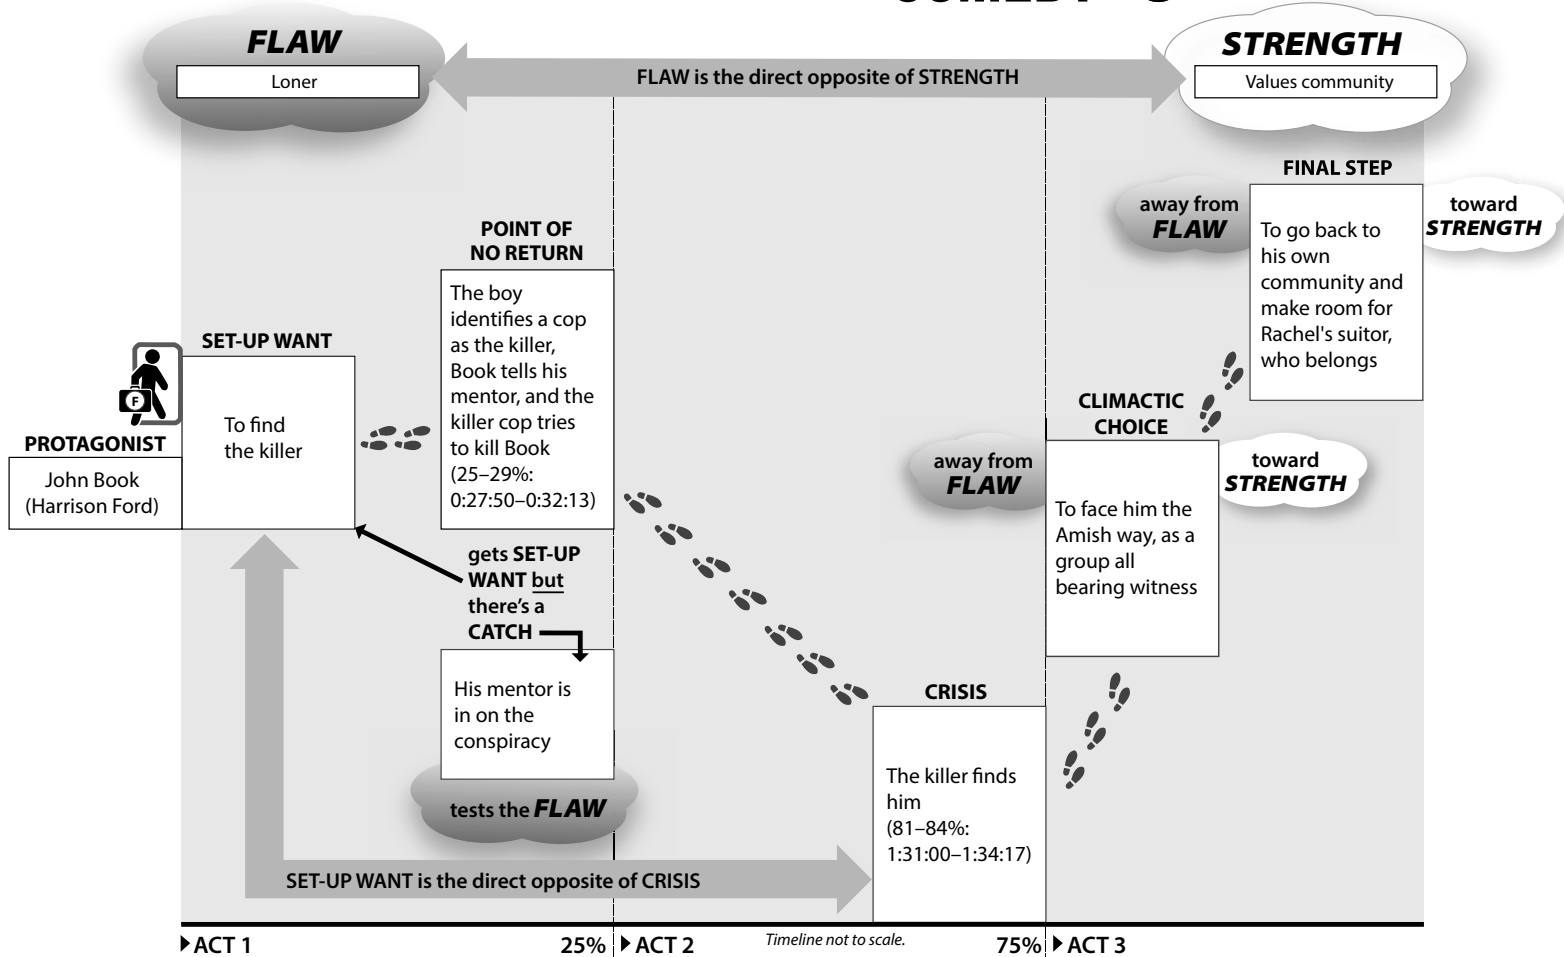 FLAW
Loner
FLAW is the direct opposite of STRENGTH
STRENGTH
Values community
FINAL STEP
away from
FLAW
To go back to
his own
community and
make room for
Rachel's suitor,
who belongs
toward
STRENGTH
POINT OF
NO RETURN
The boy
identifies a cop
as the killer,
Book tells his
mentor, and the
killer cop tries
to kill Book
(25–29%:
0:27:50–0:32:13)
SET-UP WANT
To find
the killer
F
PROTAGONIST
John Book
(Harrison Ford)
gets SET-UP
WANT but
there's a
CATCH
His mentor is
in on the
conspiracy
tests the FLAW
CLIMACTIC
CHOICE
away from
FLAW
To face him the
Amish way, as a
group all
bearing witness
toward
STRENGTH
CRISIS
The killer finds
him
(81–84%:
1:31:00–1:34:17)
SET-UP WANT is the direct opposite of CRISIS
ACT 1
25%
ACT 2
Timeline not to scale.
75%
ACT 3